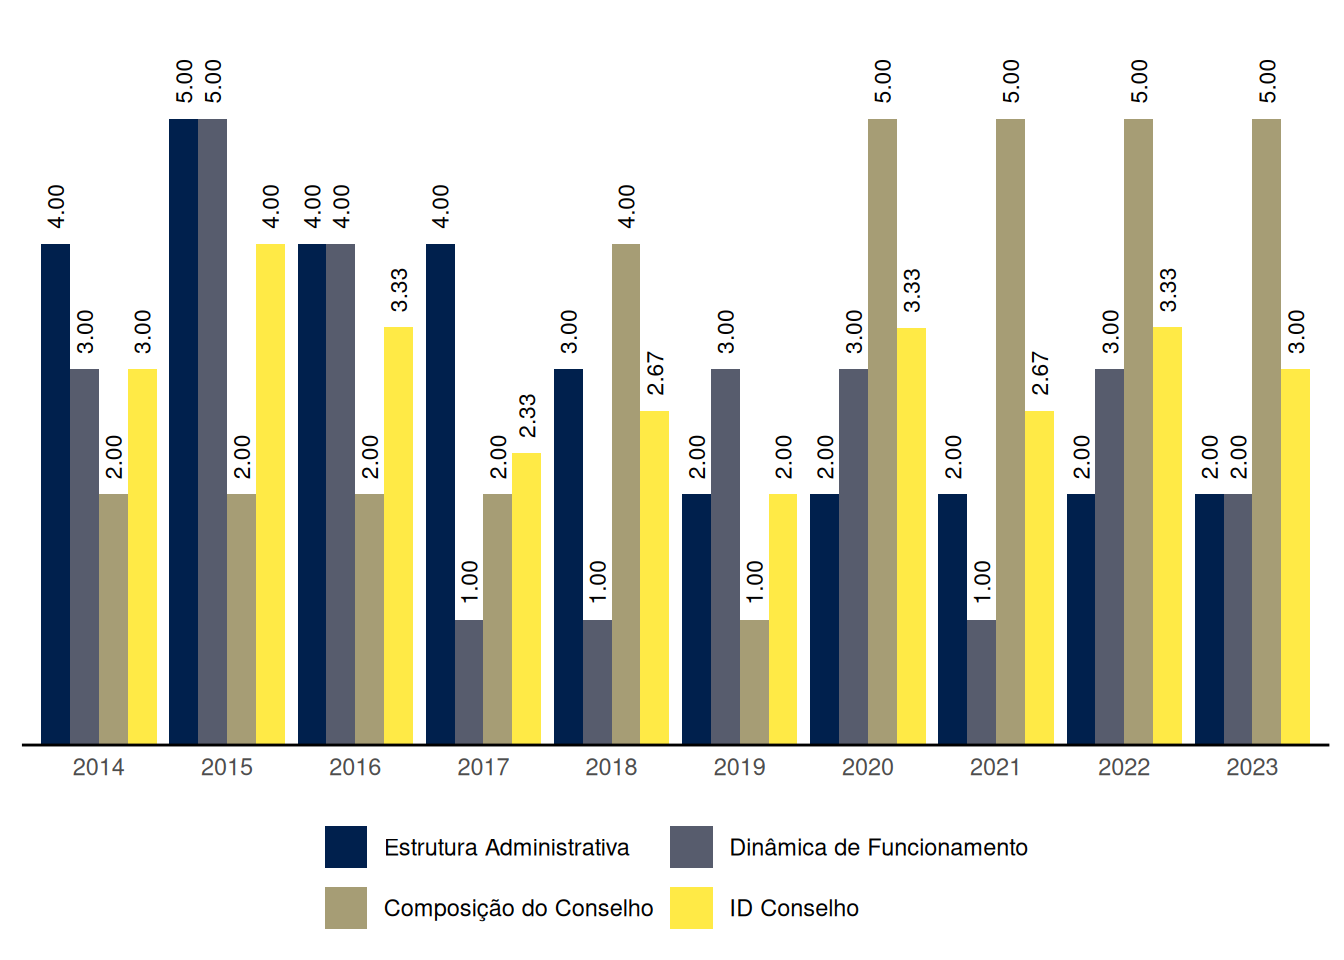 5.00 5.00 5.00 5.00 5.00 5.00
4.00 4.00 4.00 4.00 4.00 4.00
3.00 3.00 3.33 3.00 3.00 3.00 3.33 3.00 3.33 3.00
2.00 2.00 2.00 2.00 2.33 2.67 2.00 2.00 2.00 2.00 2.67 2.00 2.00 2.00
1.00 1.00 1.00 1.00
2014 2015 2016 2017 2018 2019 2020 2021 2022 2023
Estrutura Administrativa Dinâmica de Funcionamento
Composição do Conselho ID Conselho